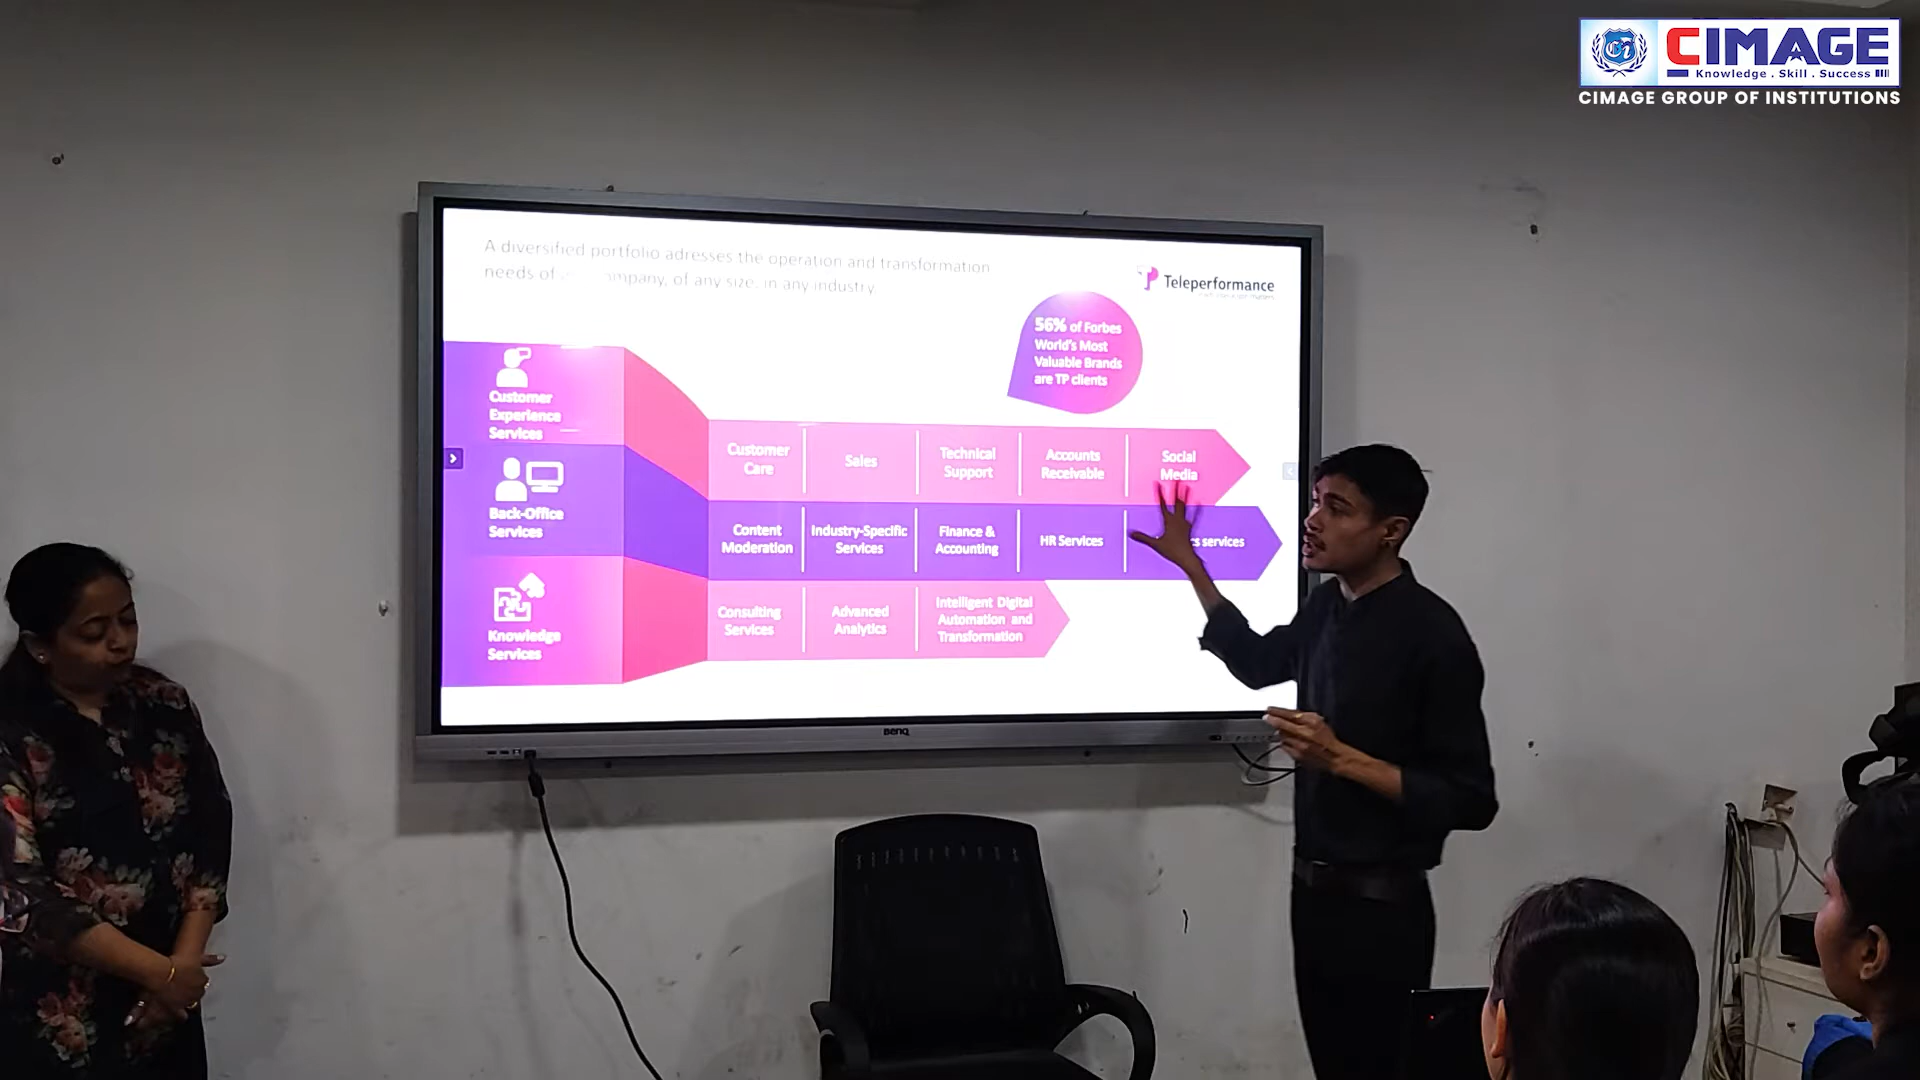 CIMAGE
Knowledge . Skill . Success
CIMAGE GROUP OF INSTITUTIONS
A diversified portfolio adresses the operation and transformation
needs of ompany, of any size, in any industry
Teleperformance
56% of Forbes
World's Most
Valuable Brands
are TP clients
Customer
Experience
Services
Customer
Care
Sales
Technical
Support
Accounts
Receivable
Social
Media
Back-Office
Services
Content
Moderation
Industry-Specific
Services
Finance &
Accounting
HR Services
cs services
Knowledge
Services
Consulting
Services
Advanced
Analytics
Intelligent Digital
Automation and
Transformation
BenQ